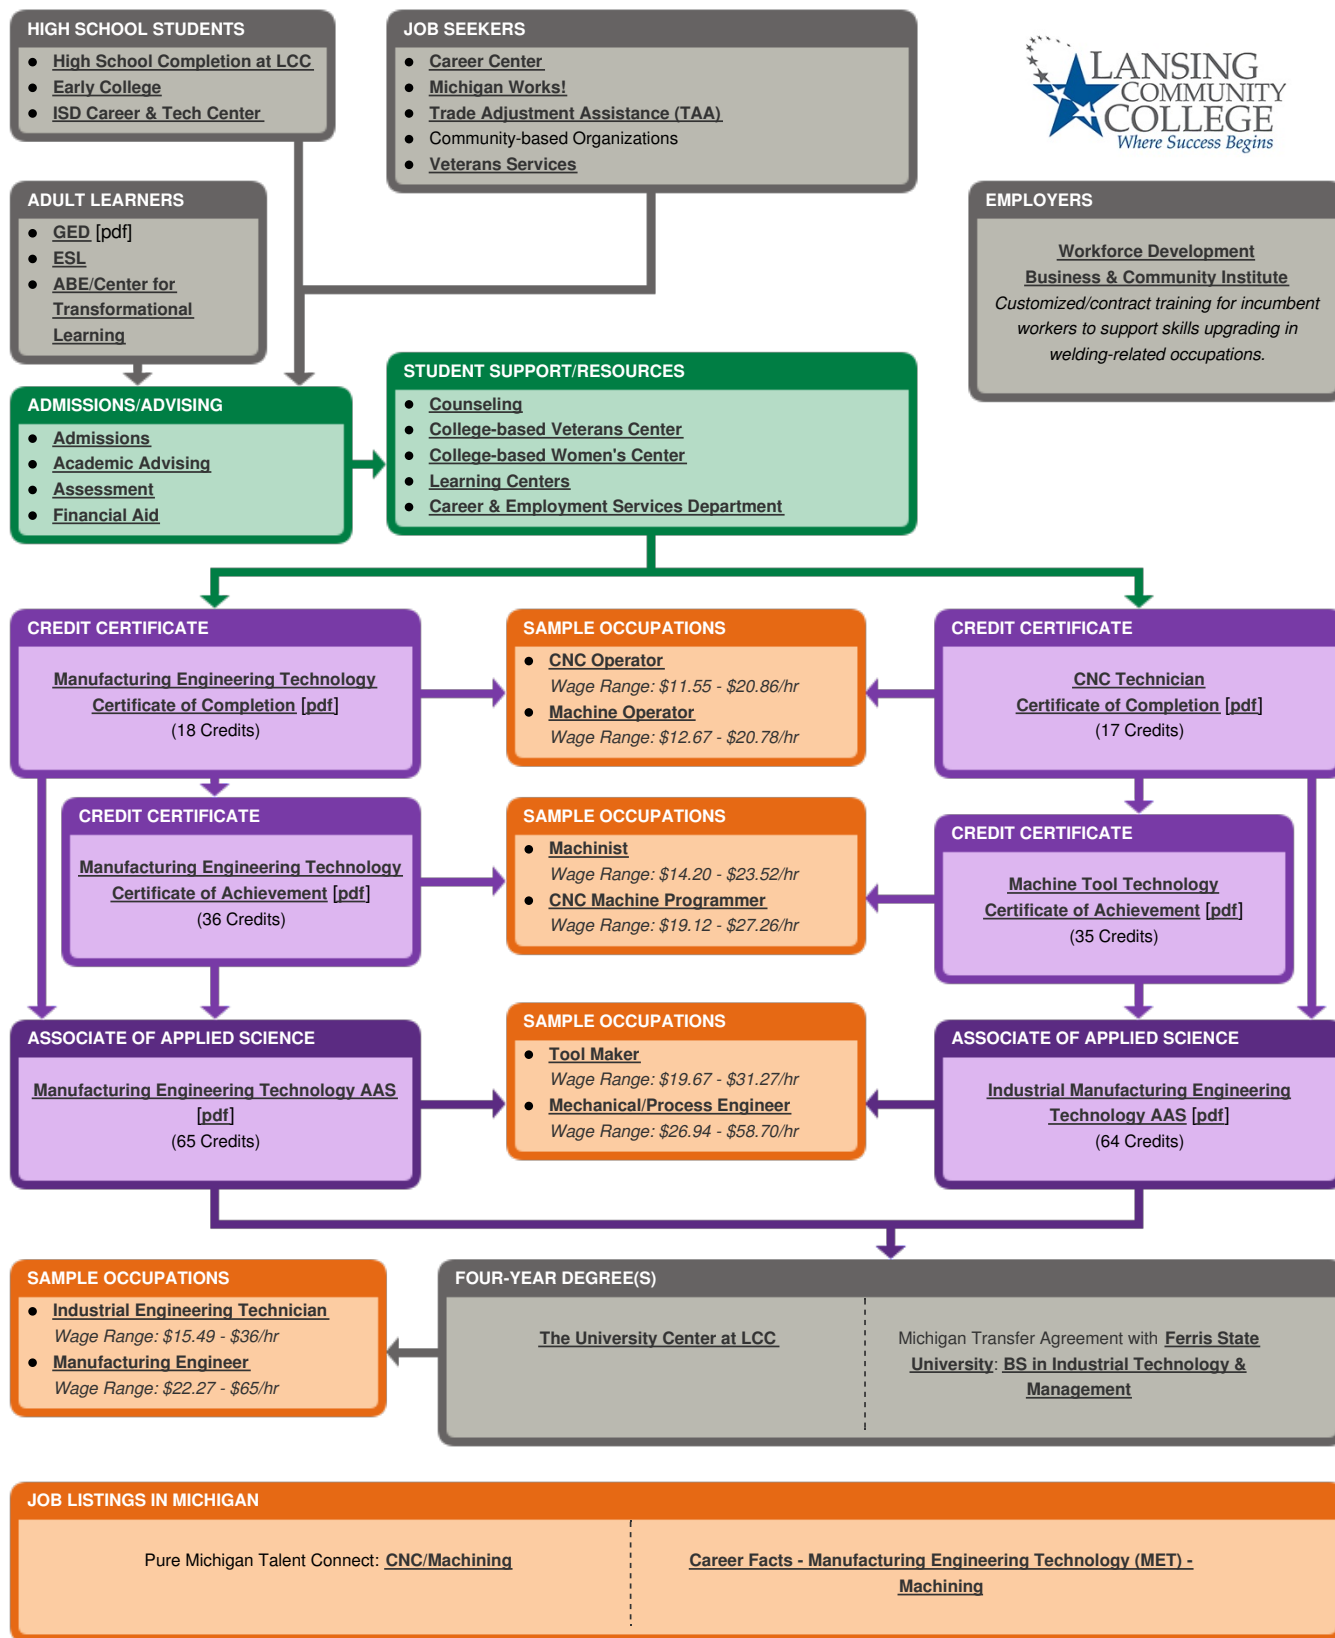 HIGH SCHOOL STUDENTS
● High School Completion at LCC
● Early College
● ISD Career & Tech Center
JOB SEEKERS
● Career Center
● Michigan Works!
● Trade Adjustment Assistance (TAA)
● Community-based Organizations
● Veterans Services
LANSING
COMMUNITY
COLLEGE
Where Success Begins
ADULT LEARNERS
● GED [pdf]
● ESL
● ABE/Center for
Transformational
Learning
EMPLOYERS
Workforce Development
Business & Community Institute
Customized/contract training for incumbent
workers to support skills upgrading in
welding-related occupations.
ADMISSIONS/ADVISING
● Admissions
● Academic Advising
● Assessment
● Financial Aid
STUDENT SUPPORT/RESOURCES
● Counseling
● College-based Veterans Center
● College-based Women's Center
● Learning Centers
● Career & Employment Services Department
CREDIT CERTIFICATE
Manufacturing Engineering Technology
Certificate of Completion [pdf]
(18 Credits)
SAMPLE OCCUPATIONS
● CNC Operator
Wage Range: $11.55 - $20.86/hr
● Machine Operator
Wage Range: $12.67 - $20.78/hr
CREDIT CERTIFICATE
CNC Technician
Certificate of Completion [pdf]
(17 Credits)
CREDIT CERTIFICATE
Manufacturing Engineering Technology
Certificate of Achievement [pdf]
(36 Credits)
SAMPLE OCCUPATIONS
● Machinist
Wage Range: $14.20 - $23.52/hr
● CNC Machine Programmer
Wage Range: $19.12 - $27.26/hr
CREDIT CERTIFICATE
Machine Tool Technology
Certificate of Achievement [pdf]
(35 Credits)
ASSOCIATE OF APPLIED SCIENCE
Manufacturing Engineering Technology AAS
[pdf]
(65 Credits)
SAMPLE OCCUPATIONS
● Tool Maker
Wage Range: $19.67 - $31.27/hr
● Mechanical/Process Engineer
Wage Range: $26.94 - $58.70/hr
ASSOCIATE OF APPLIED SCIENCE
Industrial Manufacturing Engineering
Technology AAS [pdf]
(64 Credits)
SAMPLE OCCUPATIONS
● Industrial Engineering Technician
Wage Range: $15.49 - $36/hr
● Manufacturing Engineer
Wage Range: $22.27 - $65/hr
FOUR-YEAR DEGREE(S)
The University Center at LCC
Michigan Transfer Agreement with Ferris State
University: BS in Industrial Technology &
Management
JOB LISTINGS IN MICHIGAN
Pure Michigan Talent Connect: CNC/Machining
Career Facts - Manufacturing Engineering Technology (MET) -
Machining